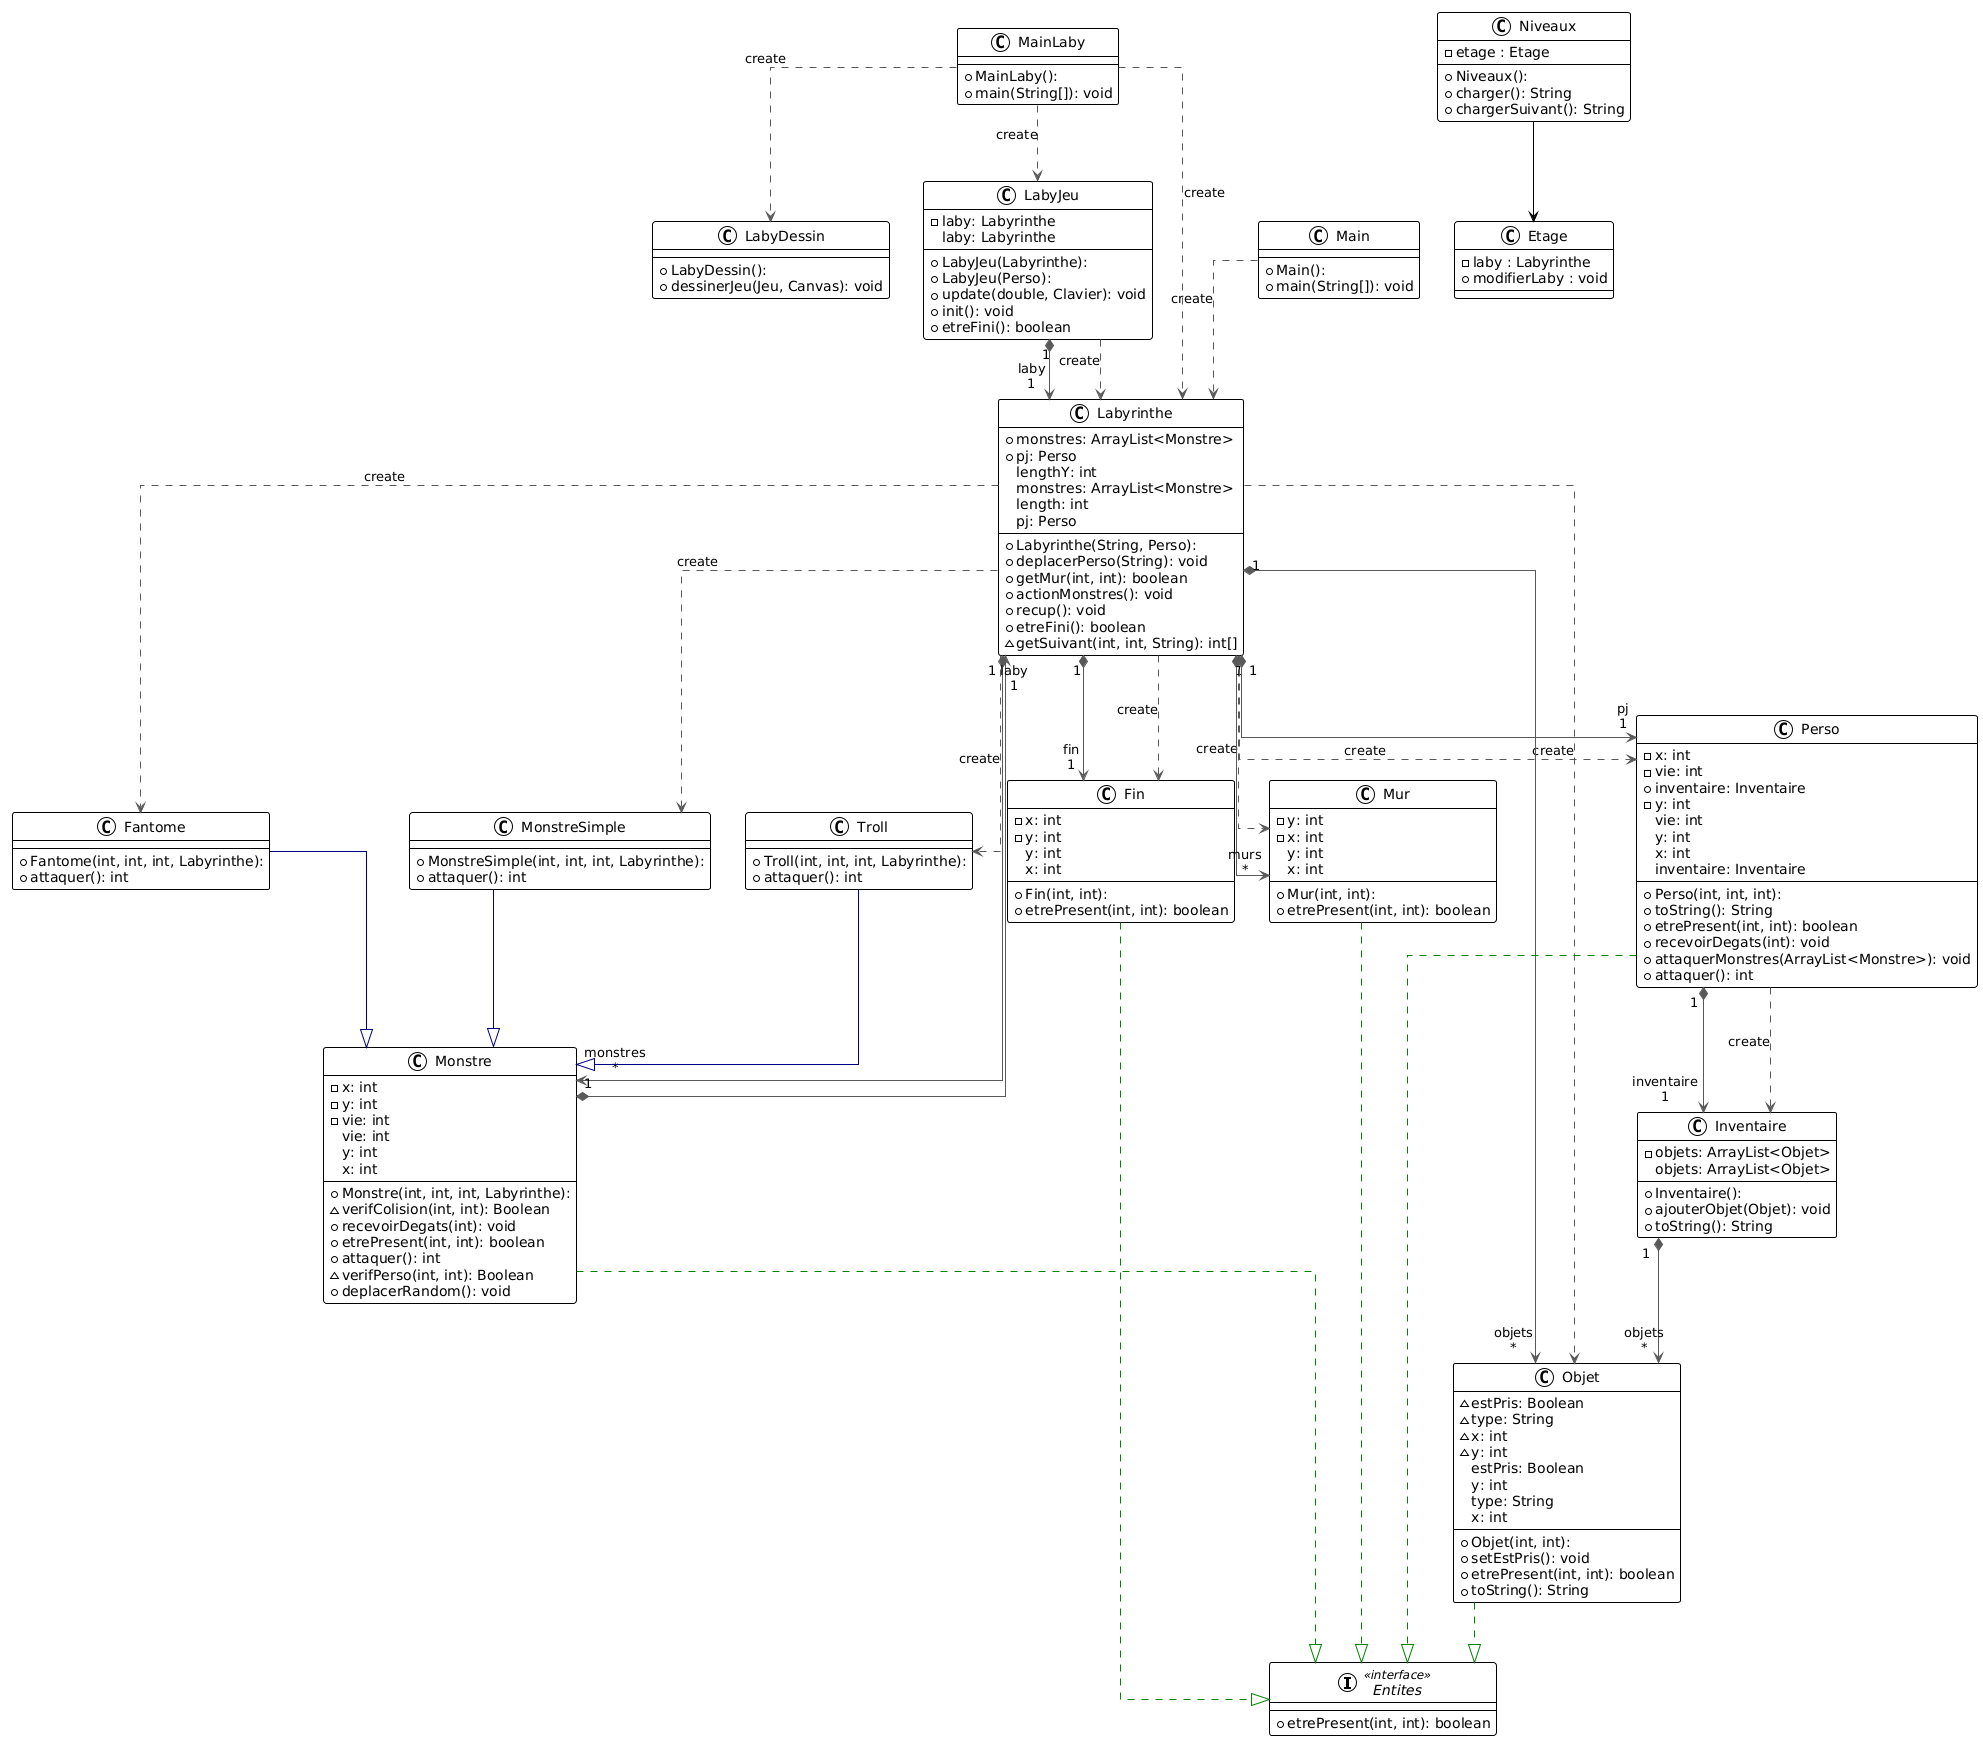 C Niveaux
etage : Etage
Niveaux():
charger(): String
chargerSuivant(): String
C MainLaby
MainLaby():
main(String[]): void
create
create
create
C LabyJeu
laby: Labyrinthe
laby: Labyrinthe
LabyJeu(Labyrinthe):
LabyJeu(Perso):
update(double, Clavier): void
init(): void
etreFini(): boolean
C LabyDessin
LabyDessin():
dessinerJeu(Jeu, Canvas): void
C Main
Main():
main(String[]): void
C Etage
laby : Labyrinthe
modifierLaby : void
create
1
laby
1
create
C Labyrinthe
monstres: ArrayList<Monstre>
pj: Perso
lengthY: int
monstres: ArrayList<Monstre>
length: int
pj: Perso
Labyrinthe(String, Perso):
deplacerPerso(String): void
getMur(int, int): boolean
actionMonstres(): void
recup(): void
etreFini(): boolean
~getSuivant(int, int, String): int[]
create
create
1
1
laby
1
1
1
1
create
create
fin
1
create
create
create
pj
1
murs
*
C Perso
x: int
vie: int
inventaire: Inventaire
y: int
vie: int
y: int
x: int
inventaire: Inventaire
Perso(int, int, int):
toString(): String
etrePresent(int, int): boolean
recevoirDegats(int): void
attaquerMonstres(ArrayList<Monstre>): void
attaquer(): int
C Fin
x: int
y: int
y: int
x: int
Fin(int, int):
etrePresent(int, int): boolean
C Mur
y: int
x: int
y: int
x: int
Mur(int, int):
etrePresent(int, int): boolean
C Fantome
Fantome(int, int, int, Labyrinthe):
attaquer(): int
C MonstreSimple
MonstreSimple(int, int, int, Labyrinthe):
attaquer(): int
C Troll
Troll(int, int, int, Labyrinthe):
attaquer(): int
monstres
*
1
C Monstre
x: int
y: int
vie: int
vie: int
y: int
x: int
Monstre(int, int, int, Labyrinthe):
~verifColision(int, int): Boolean
recevoirDegats(int): void
etrePresent(int, int): boolean
attaquer(): int
~verifPerso(int, int): Boolean
deplacerRandom(): void
1
create
inventaire
1
C Inventaire
objets: ArrayList<Objet>
objets: ArrayList<Objet>
Inventaire():
ajouterObjet(Objet): void
toString(): String
1
objets
*
objets
*
C Objet
~estPris: Boolean
~type: String
~x: int
~y: int
estPris: Boolean
y: int
type: String
x: int
Objet(int, int):
setEstPris(): void
etrePresent(int, int): boolean
toString(): String
I «interface»
Entites
etrePresent(int, int): boolean